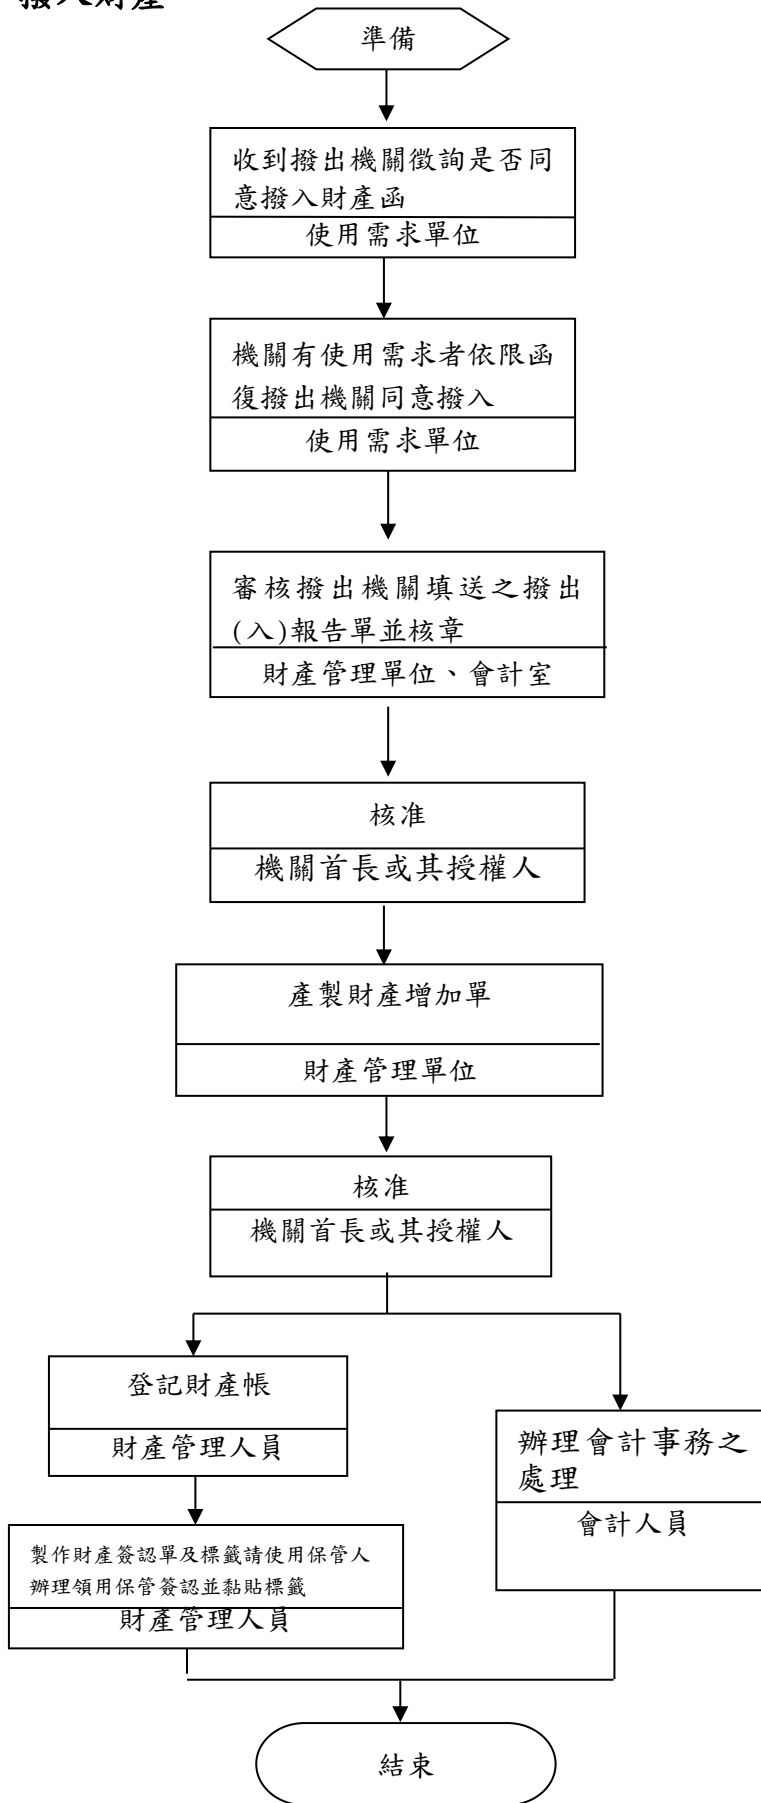 撥入財產
準備
收到撥出機關徵詢是否同
意撥入財產函
使用需求單位
機關有使用需求者依限函
復撥出機關同意撥入
使用需求單位
審核撥出機關填送之撥出
(入)報告單並核章
財產管理單位、會計室
核准
機關首長或其授權人
產製財產增加單
財產管理單位
核准
機關首長或其授權人
登記財產帳
財產管理人員
製作財產簽認單及標籤請使用保管人
辦理領用保管簽認並黏貼標籤
財產管理人員
辦理會計事務之
處理
會計人員
結束